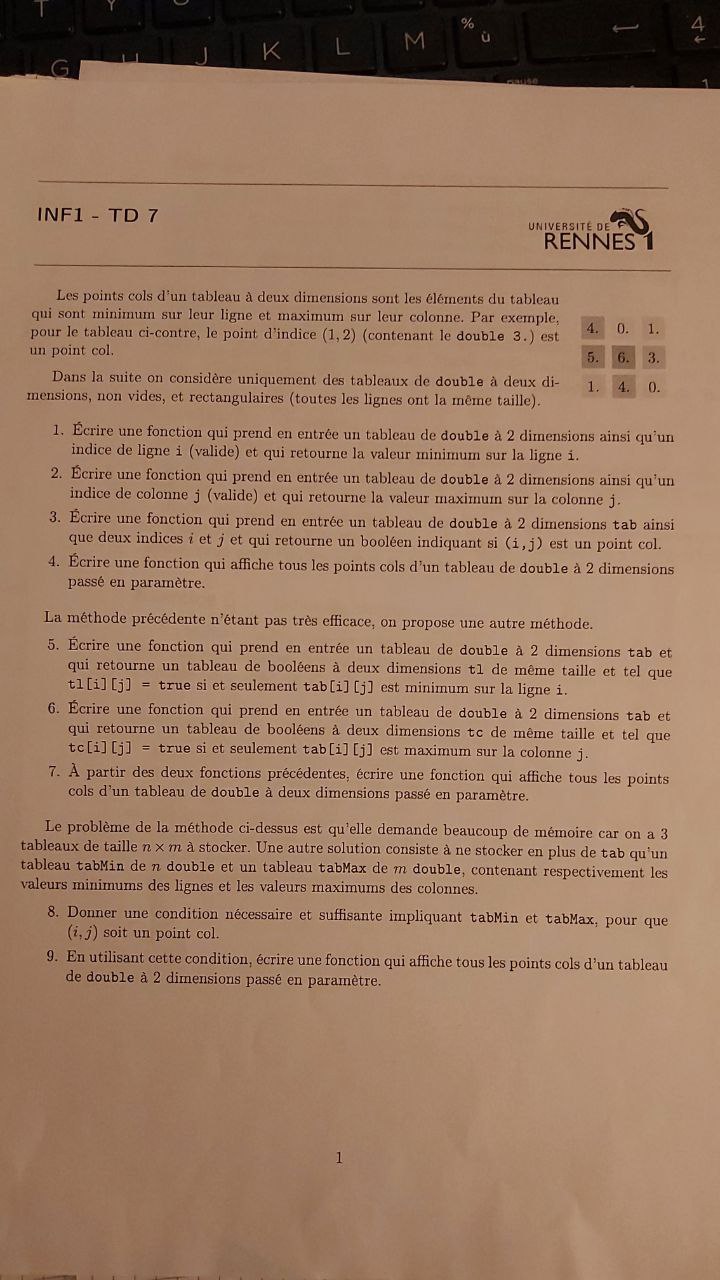 T Y U
G H J K L M % ù ← 4
pause 1
INF1 - TD 7
UNIVERSITÉ DE
RENNES 1
Les points cols d'un tableau à deux dimensions sont les éléments du tableau
qui sont minimum sur leur ligne et maximum sur leur colonne. Par exemple,
pour le tableau ci-contre, le point d'indice (1, 2) (contenant le double 3.) est
un point col.
4. 0. 1.
5. 6. 3.
1. 4. 0.
Dans la suite on considère uniquement des tableaux de double à deux di-
mensions, non vides, et rectangulaires (toutes les lignes ont la même taille).
1. Écrire une fonction qui prend en entrée un tableau de double à 2 dimensions ainsi qu'un
indice de ligne i (valide) et qui retourne la valeur minimum sur la ligne i.
2. Écrire une fonction qui prend en entrée un tableau de double à 2 dimensions ainsi qu'un
indice de colonne j (valide) et qui retourne la valeur maximum sur la colonne j.
3. Écrire une fonction qui prend en entrée un tableau de double à 2 dimensions tab ainsi
que deux indices i et j et qui retourne un booléen indiquant si (i,j) est un point col.
4. Écrire une fonction qui affiche tous les points cols d'un tableau de double à 2 dimensions
passé en paramètre.
La méthode précédente n'étant pas très efficace, on propose une autre méthode.
5. Écrire une fonction qui prend en entrée un tableau de double à 2 dimensions tab et
qui retourne un tableau de booléens à deux dimensions tl de même taille et tel que
tl[i][j] = true si et seulement tab[i][j] est minimum sur la ligne i.
6. Écrire une fonction qui prend en entrée un tableau de double à 2 dimensions tab et
qui retourne un tableau de booléens à deux dimensions tc de même taille et tel que
tc[i][j] = true si et seulement tab[i][j] est maximum sur la colonne j.
7. À partir des deux fonctions précédentes, écrire une fonction qui affiche tous les points
cols d'un tableau de double à deux dimensions passé en paramètre.
Le problème de la méthode ci-dessus est qu'elle demande beaucoup de mémoire car on a 3
tableaux de taille n × m à stocker. Une autre solution consiste à ne stocker en plus de tab qu'un
tableau tabMin de n double et un tableau tabMax de m double, contenant respectivement les
valeurs minimums des lignes et les valeurs maximums des colonnes.
8. Donner une condition nécessaire et suffisante impliquant tabMin et tabMax, pour que
(i, j) soit un point col.
9. En utilisant cette condition, écrire une fonction qui affiche tous les points cols d'un tableau
de double à 2 dimensions passé en paramètre.
1